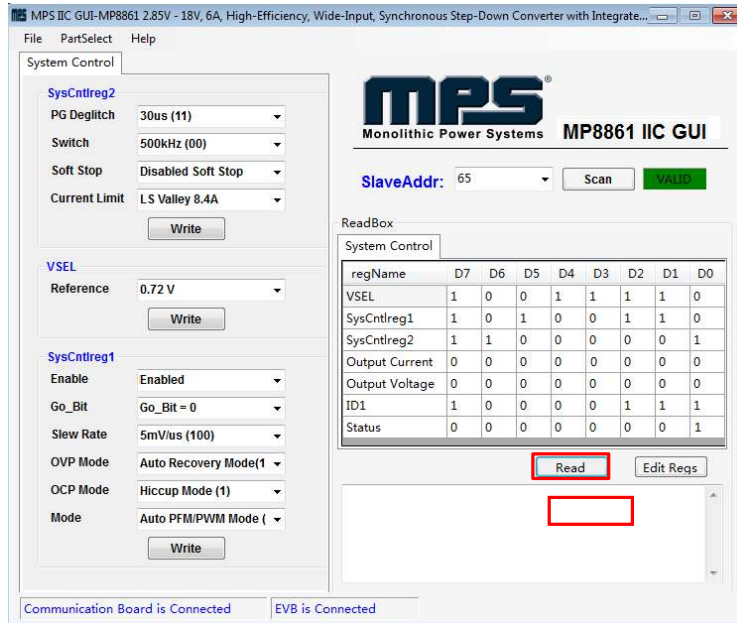 MPS IIC GUI-MP8861 2.85V - 18V, 6A, High-Efficiency, Wide-Input, Synchronous Step-Down Converter with Integrate...
File PartSelect Help
System Control
SysCntlreg2
PG Deglitch 30us (11)
Switch 500kHz (00)
Soft Stop Disabled Soft Stop
Current Limit LS Valley 8.4A
Write
VSEL
Reference 0.72 V
Write
SysCntlreg1
Enable Enabled
Go_Bit Go_Bit = 0
Slew Rate 5mV/us (100)
OVP Mode Auto Recovery Mode(1
OCP Mode Hiccup Mode (1)
Mode Auto PFM/PWM Mode (
Write
mps®
Monolithic Power Systems MP8861 IIC GUI
SlaveAddr: 65 Scan VALID
ReadBox
System Control
regName D7 D6 D5 D4 D3 D2 D1 D0
VSEL 1 0 0 1 1 1 1 0
SysCntlreg1 1 0 1 0 0 1 1 0
SysCntlreg2 1 1 0 0 0 0 0 1
Output Current 0 0 0 0 0 0 0 0
Output Voltage 0 0 0 0 0 0 0 0
ID1 1 0 0 0 0 1 1 1
Status 0 0 0 0 0 0 0 1
Read Edit Regs
Communication Board is Connected EVB is Connected